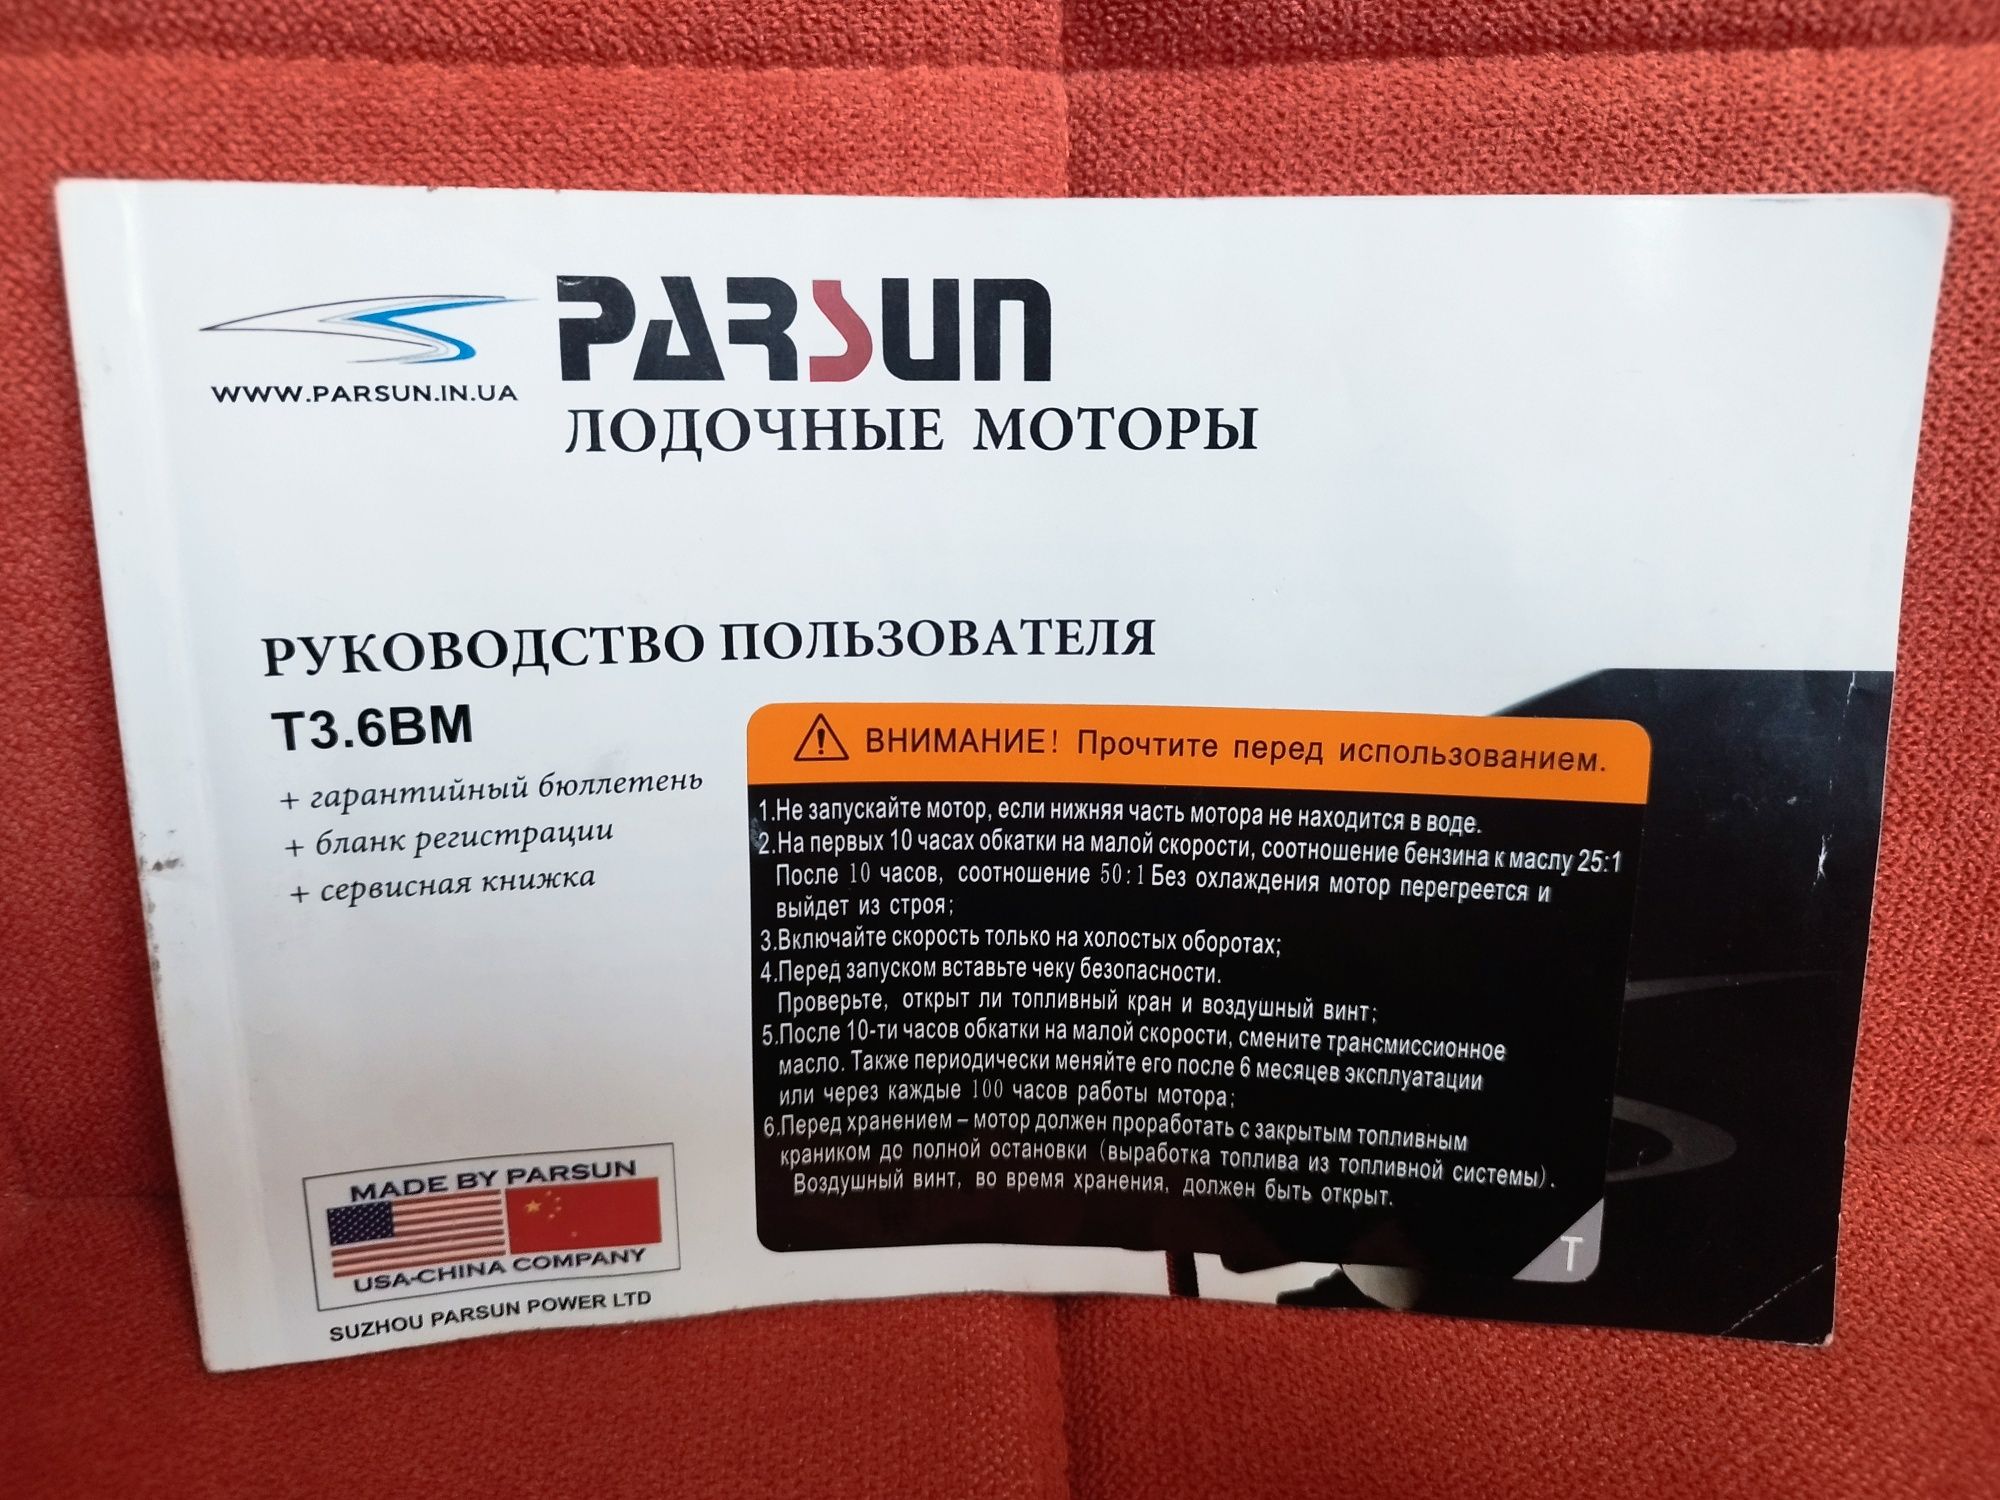 PARSUN
WWW.PARSUN.IN.UA
ЛОДОЧНЫЕ МОТОРЫ
РУКОВОДСТВО ПОЛЬЗОВАТЕЛЯ
T3.6BM
+ гарантийный бюллетень
+ бланк регистрации
+ сервисная книжка
ВНИМАНИЕ! Прочтите перед использованием.
1.Не запускайте мотор, если нижняя часть мотора не находится в воде.
2.На первых 10 часах обкатки на малой скорости, соотношение бензина к маслу 25:1
После 10 часов, соотношение 50:1 Без охлаждения мотор перегреется и
выйдет из строя;
3.Включайте скорость только на холостых оборотах;
4.Перед запуском вставьте чеку безопасности.
Проверьте, открыт ли топливный кран и воздушный винт;
5.После 10-ти часов обкатки на малой скорости, смените трансмиссионное
масло. Также периодически меняйте его после 6 месяцев эксплуатации
или через каждые 100 часов работы мотора;
6.Перед хранением – мотор должен проработать с закрытым топливным
краником до полной остановки (выработка топлива из топливной системы).
Воздушный винт, во время хранения, должен быть открыт.
T
MADE BY PARSUN
USA-CHINA COMPANY
SUZHOU PARSUN POWER LTD